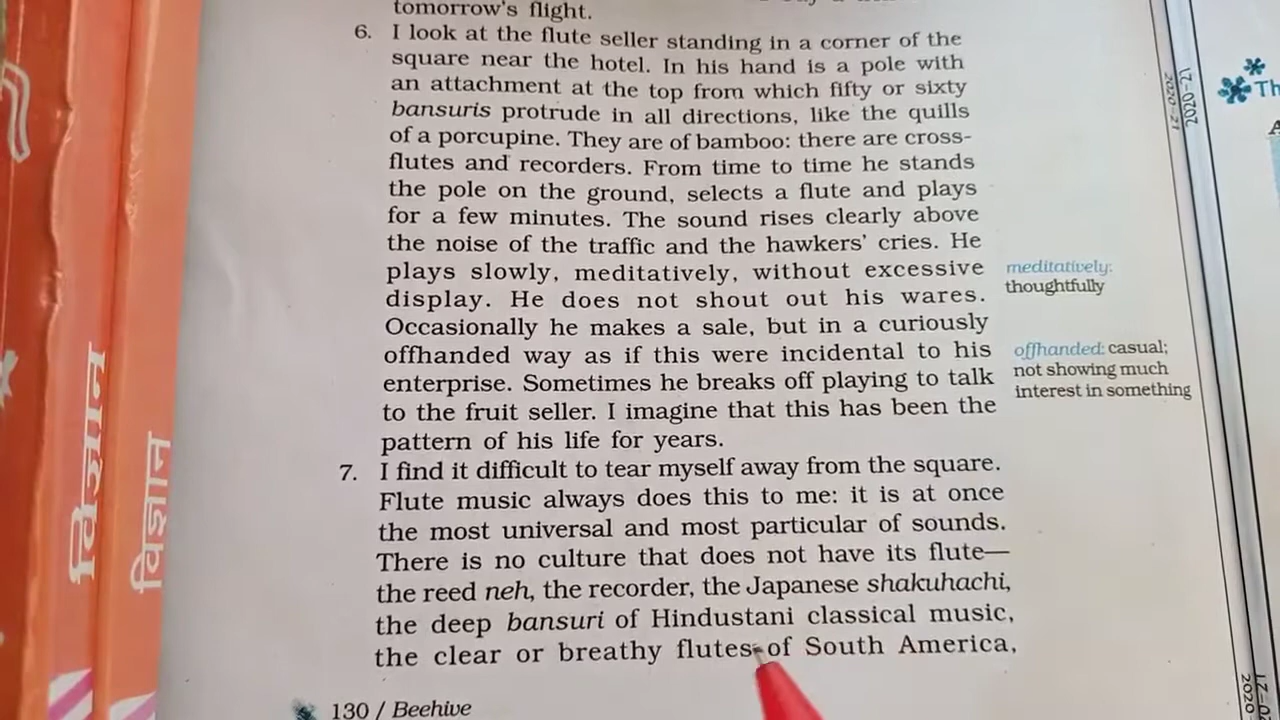 tomorrow's flight.
6. I look at the flute seller standing in a corner of the
square near the hotel. In his hand is a pole with
an attachment at the top from which fifty or sixty
bansuris protrude in all directions, like the quills
of a porcupine. They are of bamboo: there are cross-
flutes and recorders. From time to time he stands
the pole on the ground, selects a flute and plays
for a few minutes. The sound rises clearly above
the noise of the traffic and the hawkers' cries. He
plays slowly, meditatively, without excessive
display. He does not shout out his wares.
Occasionally he makes a sale, but in a curiously
offhanded way as if this were incidental to his
enterprise. Sometimes he breaks off playing to talk
to the fruit seller. I imagine that this has been the
pattern of his life for years.
meditatively:
thoughtfully
offhanded: casual;
not showing much
interest in something
7. I find it difficult to tear myself away from the square.
Flute music always does this to me: it is at once
the most universal and most particular of sounds.
There is no culture that does not have its flute—
the reed neh, the recorder, the Japanese shakuhachi,
the deep bansuri of Hindustani classical music,
the clear or breathy flutes of South America,
130 / Beehive
विज्ञान
विज्ञान
2020-21
2020-21
Th